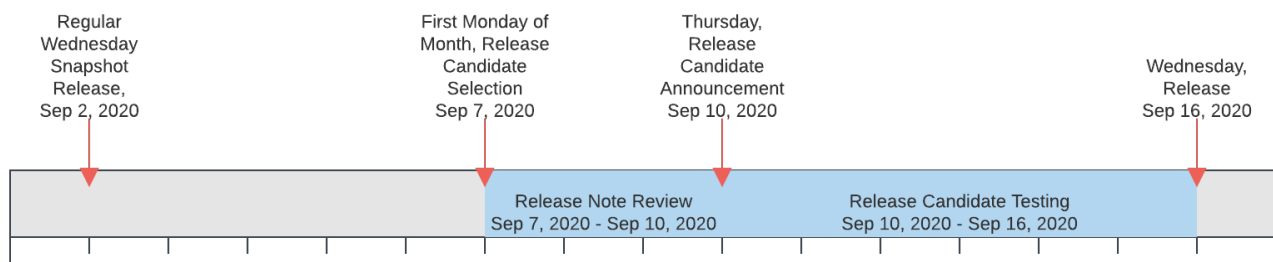 Regular
Wednesday
Snapshot
Release,
Sep 2, 2020
First Monday of
Month, Release
Candidate
Selection
Sep 7, 2020
Thursday,
Release
Candidate
Announcement
Sep 10, 2020
Wednesday,
Release
Sep 16, 2020
Release Note Review
Sep 7, 2020 - Sep 10, 2020
Release Candidate Testing
Sep 10, 2020 - Sep 16, 2020